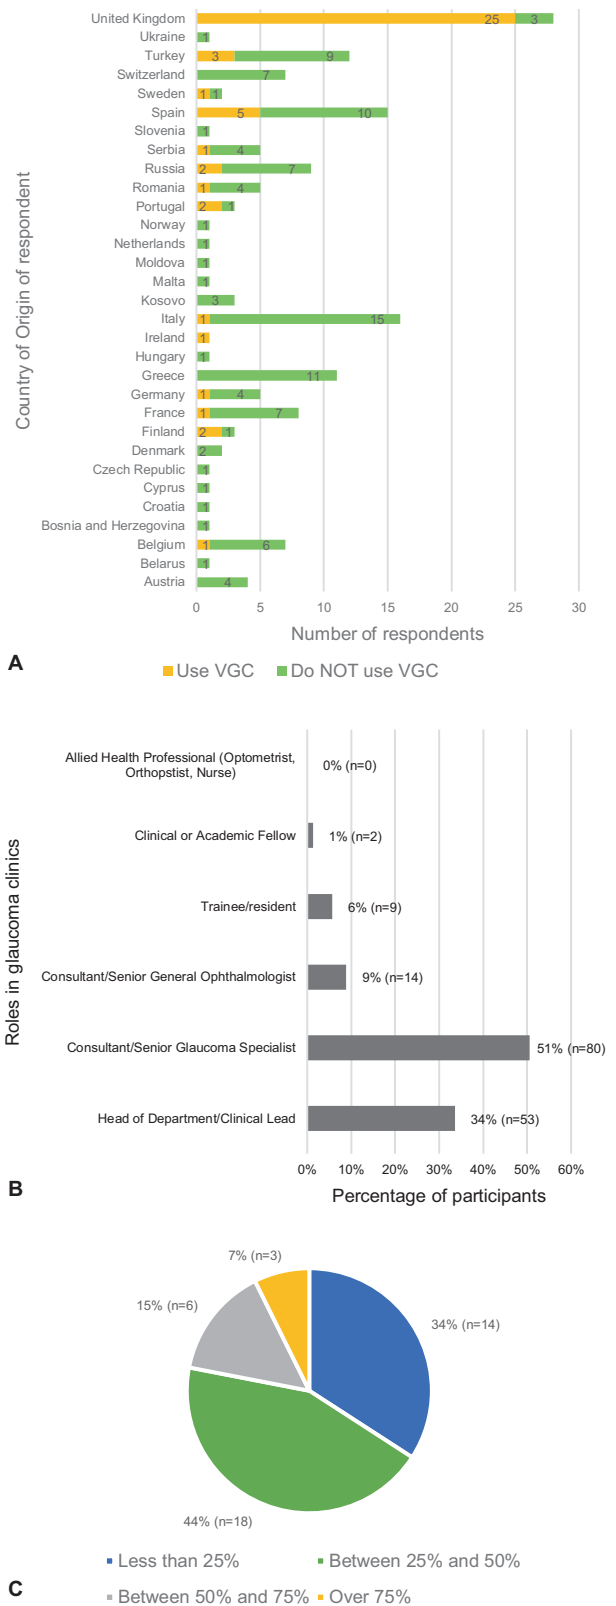 Country of Origin of respondent
United Kingdom 25 3
Ukraine 1
Turkey 3 9
Switzerland 7
Sweden 1 1
Spain 5 10
Slovenia 1
Serbia 1 4
Russia 2 7
Romania 1 4
Portugal 2 1
Norway 1
Netherlands 1
Moldova 1
Malta 1
Kosovo 3
Italy 1 15
Ireland 1
Hungary 1
Greece 11
Germany 1 4
France 1 7
Finland 2 1
Denmark 2
Czech Republic 1
Cyprus 1
Croatia 1
Bosnia and Herzegovina 1
Belgium 1 6
Belarus 1
Austria 4
0 5 10 15 20 25 30
Number of respondents
A
Use VGC Do NOT use VGC
Roles in glaucoma clinics
Allied Health Professional (Optometrist,
Orthopstist, Nurse)
0% (n=0)
Clinical or Academic Fellow 1% (n=2)
Trainee/resident 6% (n=9)
Consultant/Senior General Ophthalmologist 9% (n=14)
Consultant/Senior Glaucoma Specialist 51% (n=80)
Head of Department/Clinical Lead 34% (n=53)
0% 10% 20% 30% 40% 50% 60%
B
Percentage of participants
7% (n=3)
15% (n=6)
34% (n=14)
44% (n=18)
Less than 25% Between 25% and 50%
C
Between 50% and 75% Over 75%